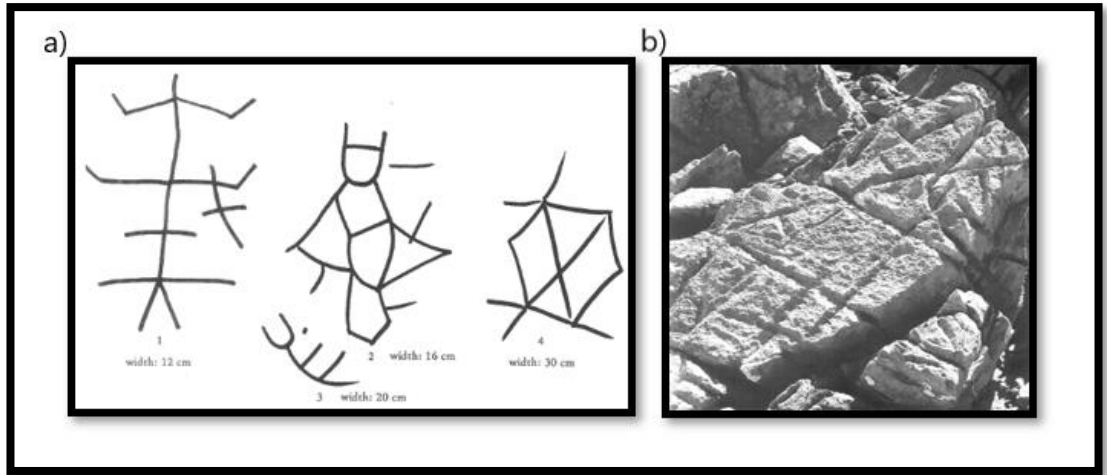 a)
b)
1
width: 12 cm
2 width: 16 cm
3 width: 20 cm
4
width: 30 cm